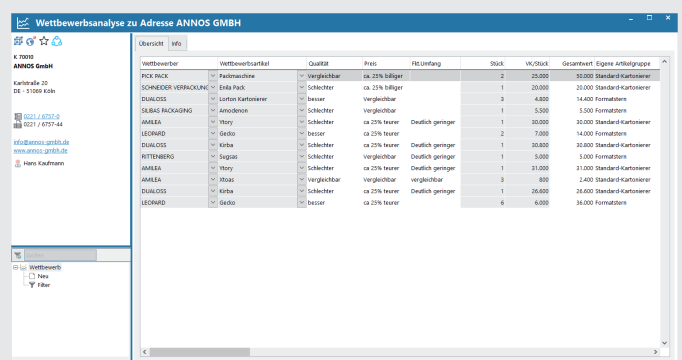 Wettbewerbsanalyse zu Adresse ANNOS GMBH
K 70010
ANNOS GmbH
Karlstraße 20
DE - 51069 Köln
0221 / 6757-0
0221 / 6757-44
info@annos-gmbh.de
www.annos-gmbh.de
Hans Kaufmann
Wettbewerb
Neu
Filter
Übersicht Info
Wettbewerber Wettbewerbsartikel Qualität Preis Fkt.Umfang Stück VK/Stück Gesamtwert Eigene Artikelgruppe
PICK PACK Packmaschine Vergleichbar ca. 25% billiger 2 25.000 50.000 Standard-Kartonierer
SCHNEIDER VERPACKUNG Enila Pack Schlechter ca. 25% billiger 1 20.000 20.000 Standard-Kartonierer
DUALOSS Lorton Kartonierer besser Vergleichbar 3 4.800 14.400 Formatstern
SILIBAS PACKAGING Amodenon Schlechter Vergleichbar 1 5.500 5.500 Formatstern
AMILEA Ytory Schlechter ca 25% teurer Deutlich geringer 1 30.000 30.000 Standard-Kartonierer
LEOPARD Gecko besser ca 25% teurer 2 7.000 14.000 Formatstern
DUALOSS Kirba Schlechter ca 25% teurer Deutlich geringer 1 30.800 30.800 Standard-Kartonierer
RITTENBERG Sugsas Schlechter Vergleichbar Deutlich geringer 1 5.000 5.000 Formatstern
AMILEA Ytory Schlechter ca 25% teurer 1 31.000 31.000 Standard-Kartonierer
AMILEA Xtoas Vergleichbar Vergleichbar vergleichbar 3 800 2.400 Standard-Kartonierer
DUALOSS Kirba Schlechter ca 25% teurer Deutlich geringer 1 26.600 26.600 Standard-Kartonierer
LEOPARD Gecko besser ca 25% teurer 6 6.000 36.000 Formatstern